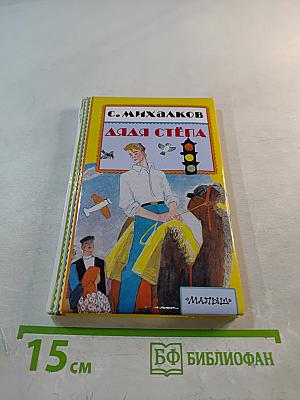 С. МИХАЛКОВ
ДЯДЯ СТЁПА
«МАЛЫШ»
15 см
БФ БИБЛИОФАН